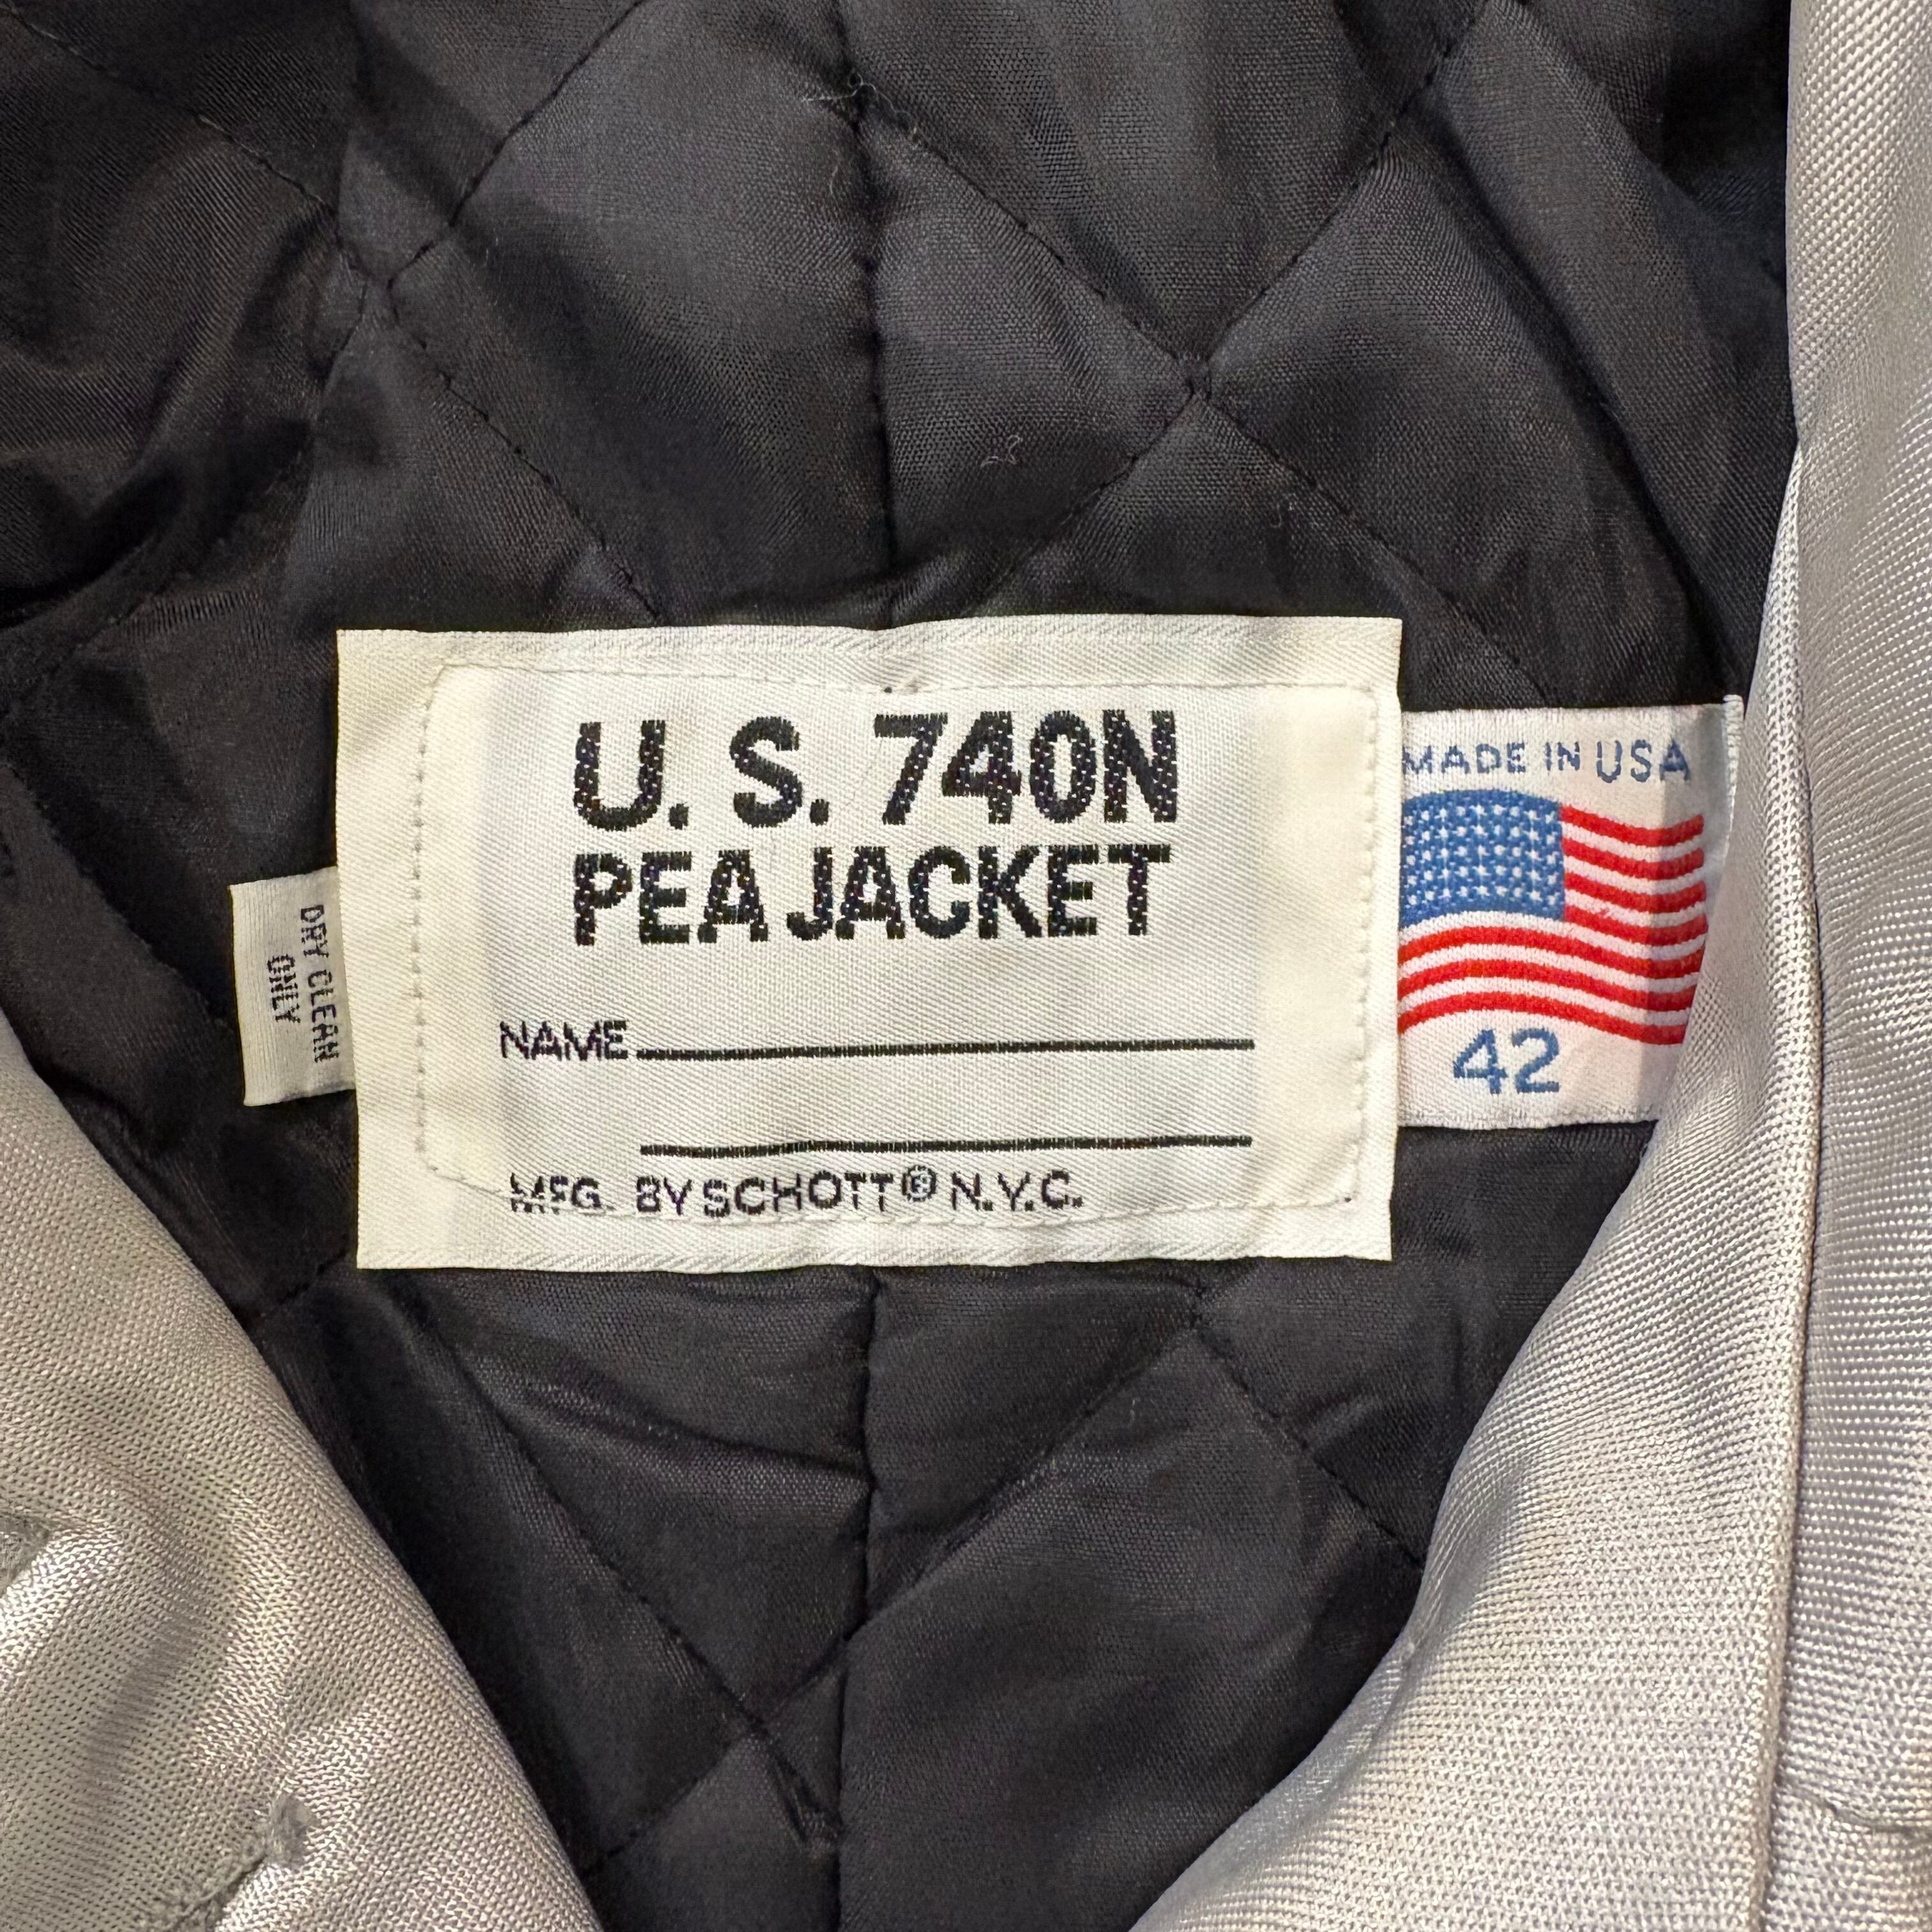 U. S. 740N
PEA JACKET
NAME
MFG. BY SCHOTT® N.Y.C.
MADE IN USA
42
DRY CLEAN
ONLY